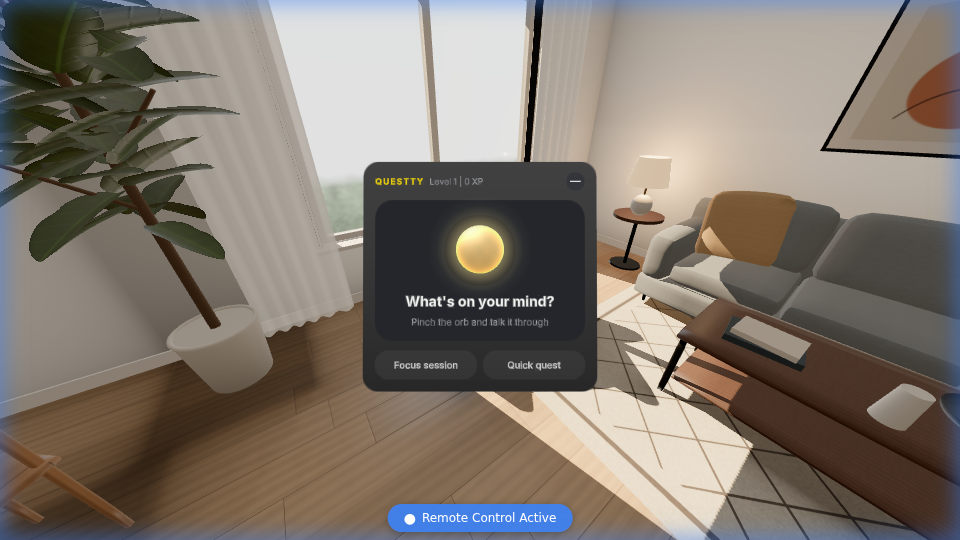 QUESTTY Level 1 | 0 XP
What's on your mind?
Pinch the orb and talk it through
Focus session
Quick quest
Remote Control Active